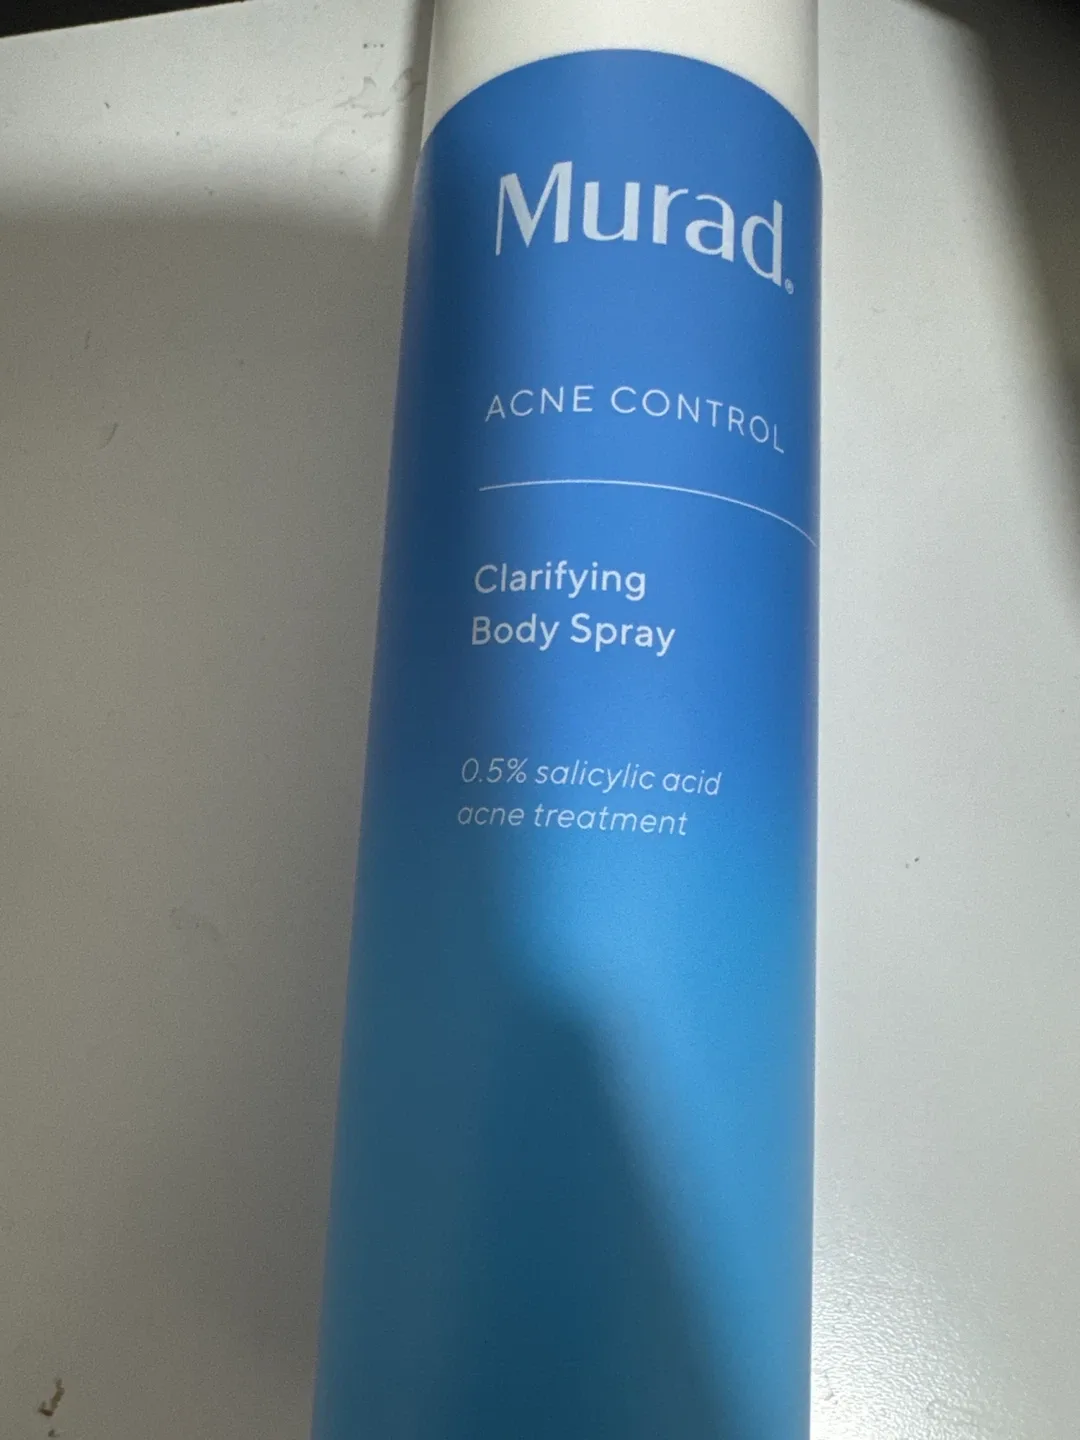 Murad®
ACNE CONTROL
Clarifying
Body Spray
0.5% salicylic acid
acne treatment